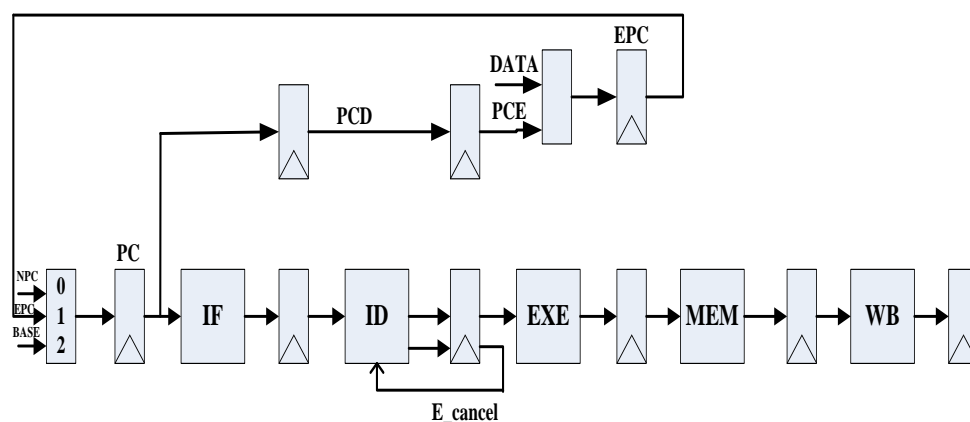 EPC
DATA
PCD
PCE
PC
NPC
0
EPC
1
BASE
2
IF
ID
EXE
MEM
WB
E_cancel